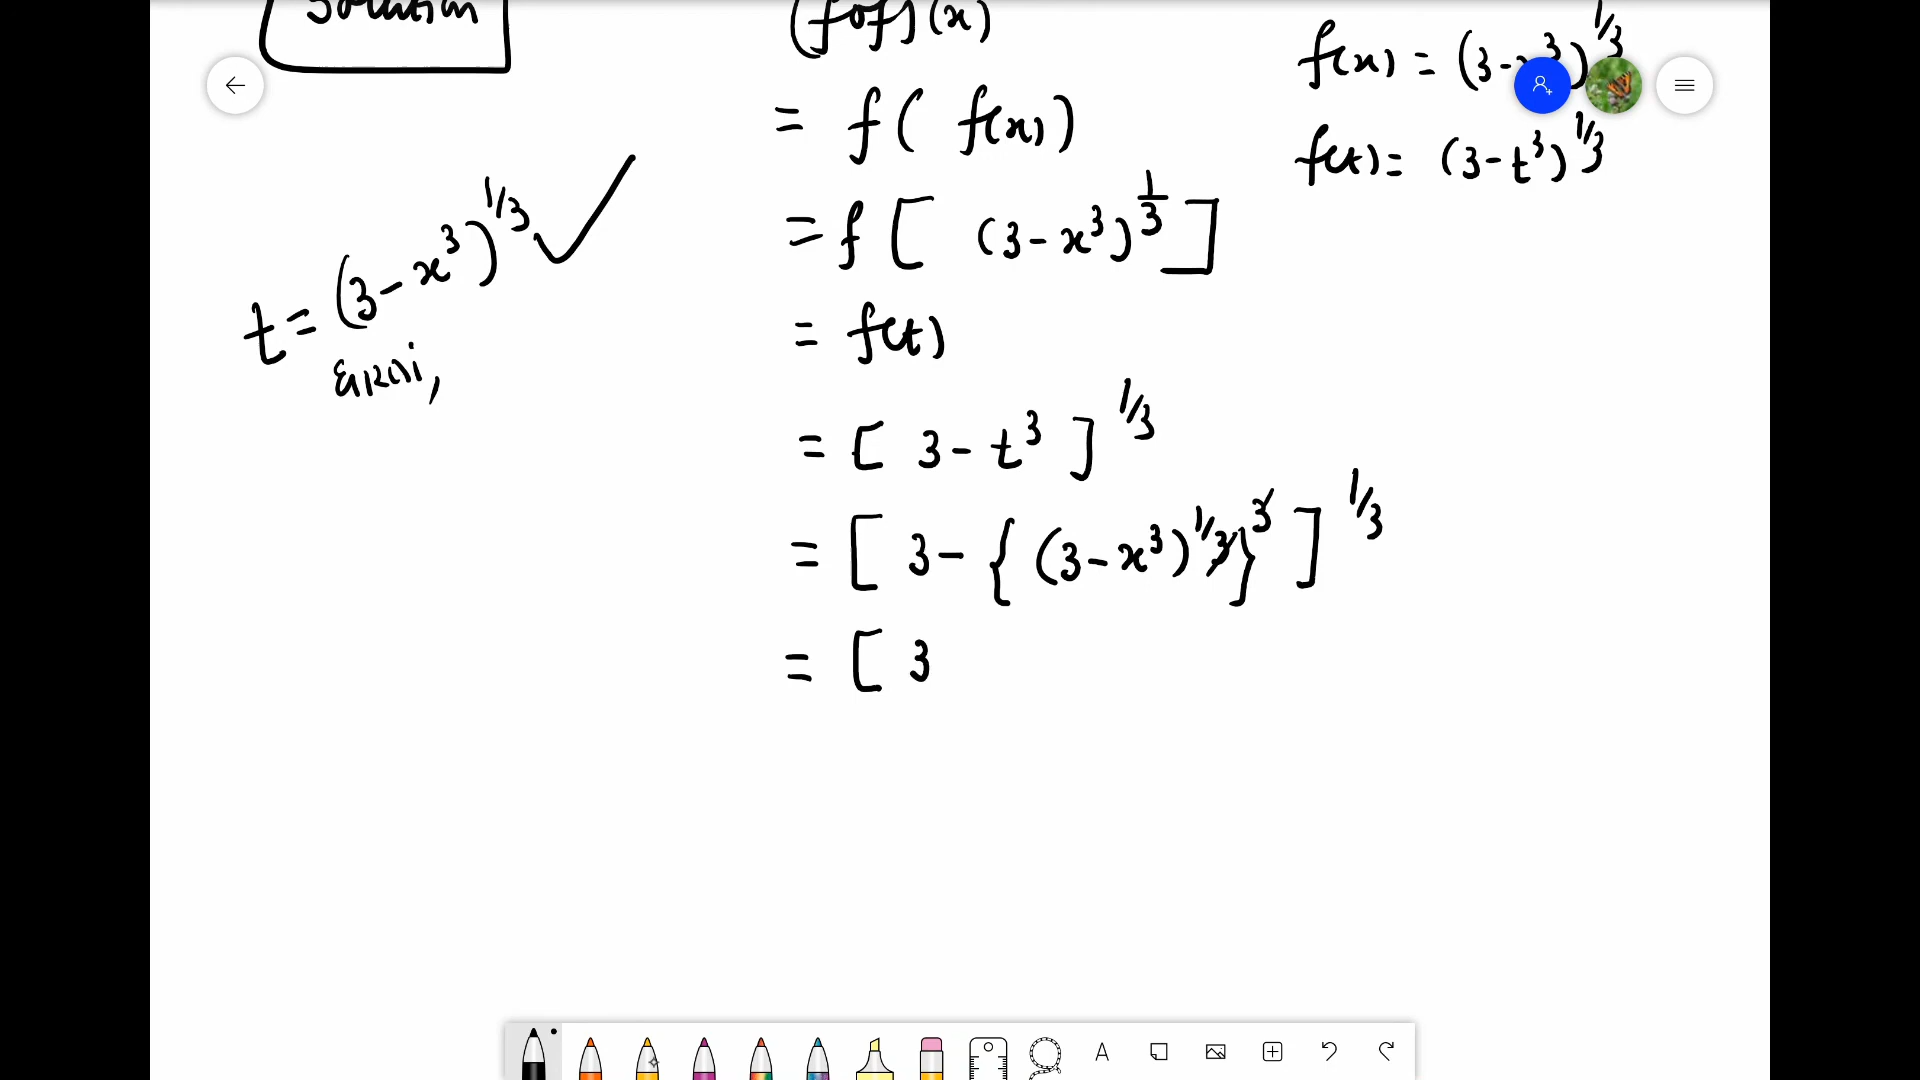 Solution
(fof)(x)
= f( f(x) )
= f [ (3-x³)^1/3 ]
= f(t)
= [ 3-t³ ]^1/3
= [ 3-{ (3-x³)^1/3}^3 ]^1/3
= [ 3
f(x) = (3-x³)^1/3
f(t) = (3-t³)^1/3
t = (3-x³)^1/3
A